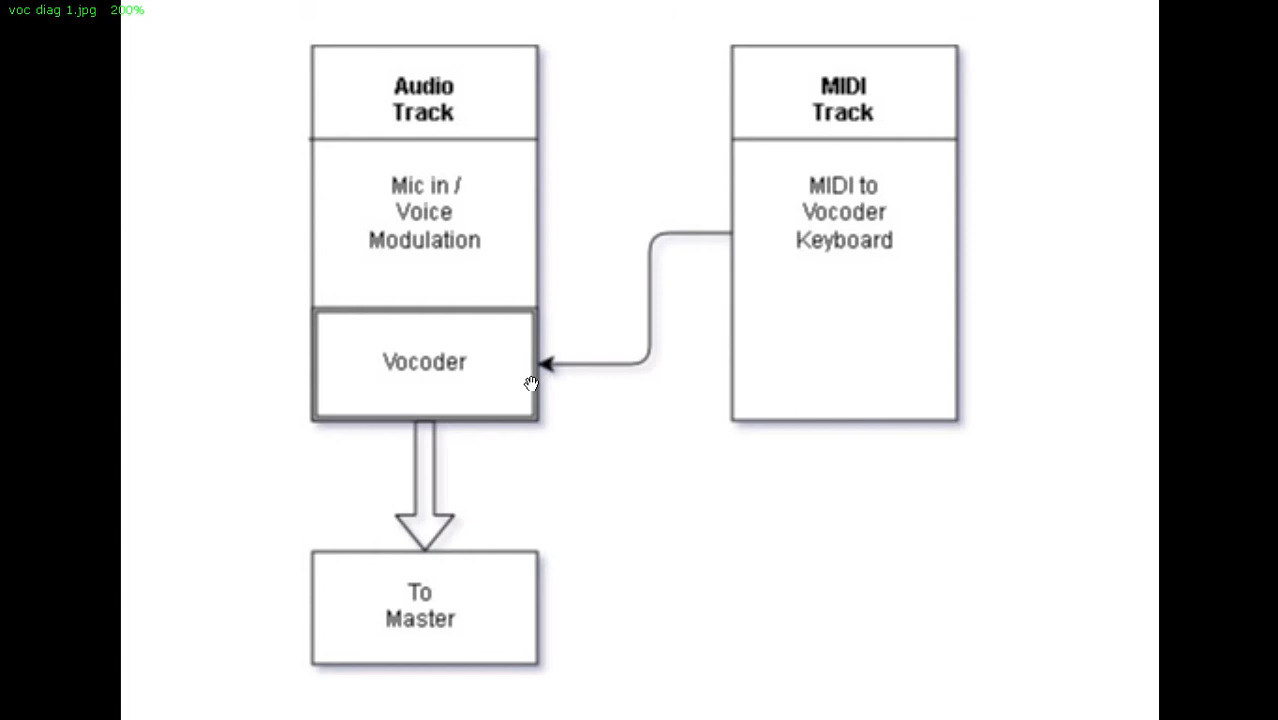 voc diag 1.jpg 200%
Audio
Track
Mic in /
Voice
Modulation
Vocoder
To
Master
MIDI
Track
MIDI to
Vocoder
Keyboard